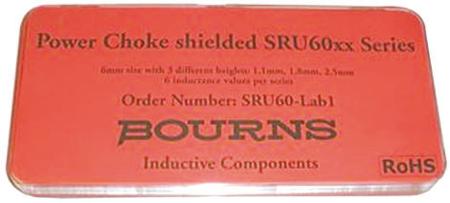 Power Choke shielded SRU60xx Series
6mm size with 3 different heights: 1.1mm, 1.8mm, 2.5mm
6 inductance values per series
Order Number: SRU60-Lab1
BOURNS
Inductive Components
RoHS